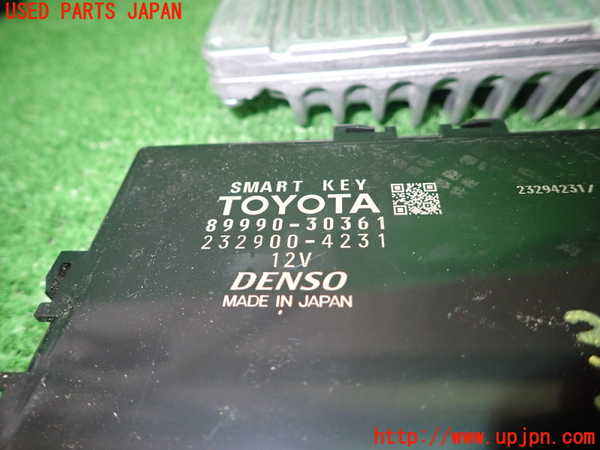 USED PARTS JAPAN
SMART KEY
TOYOTA
89990-30361
232900-4231
12V
DENSO
MADE IN JAPAN
232942317
http://www.upjpn.com/